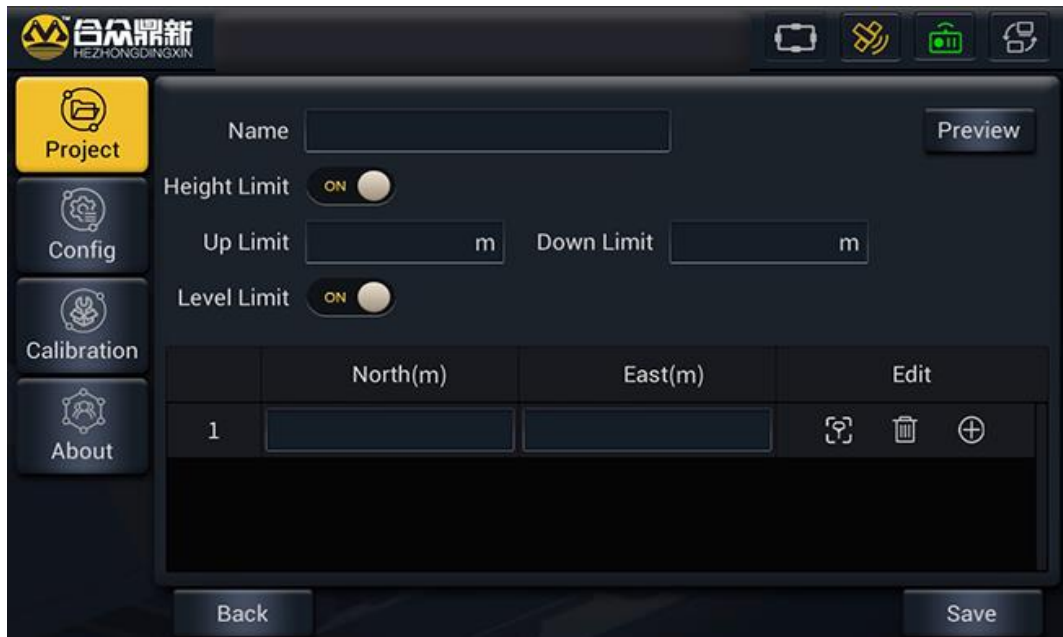 合众鼎新
HEZHONGDINGXIN
Project
Config
Calibration
About
Name
Preview
Height Limit ON
Up Limit m Down Limit m
Level Limit ON
North(m) East(m) Edit
1
Back Save